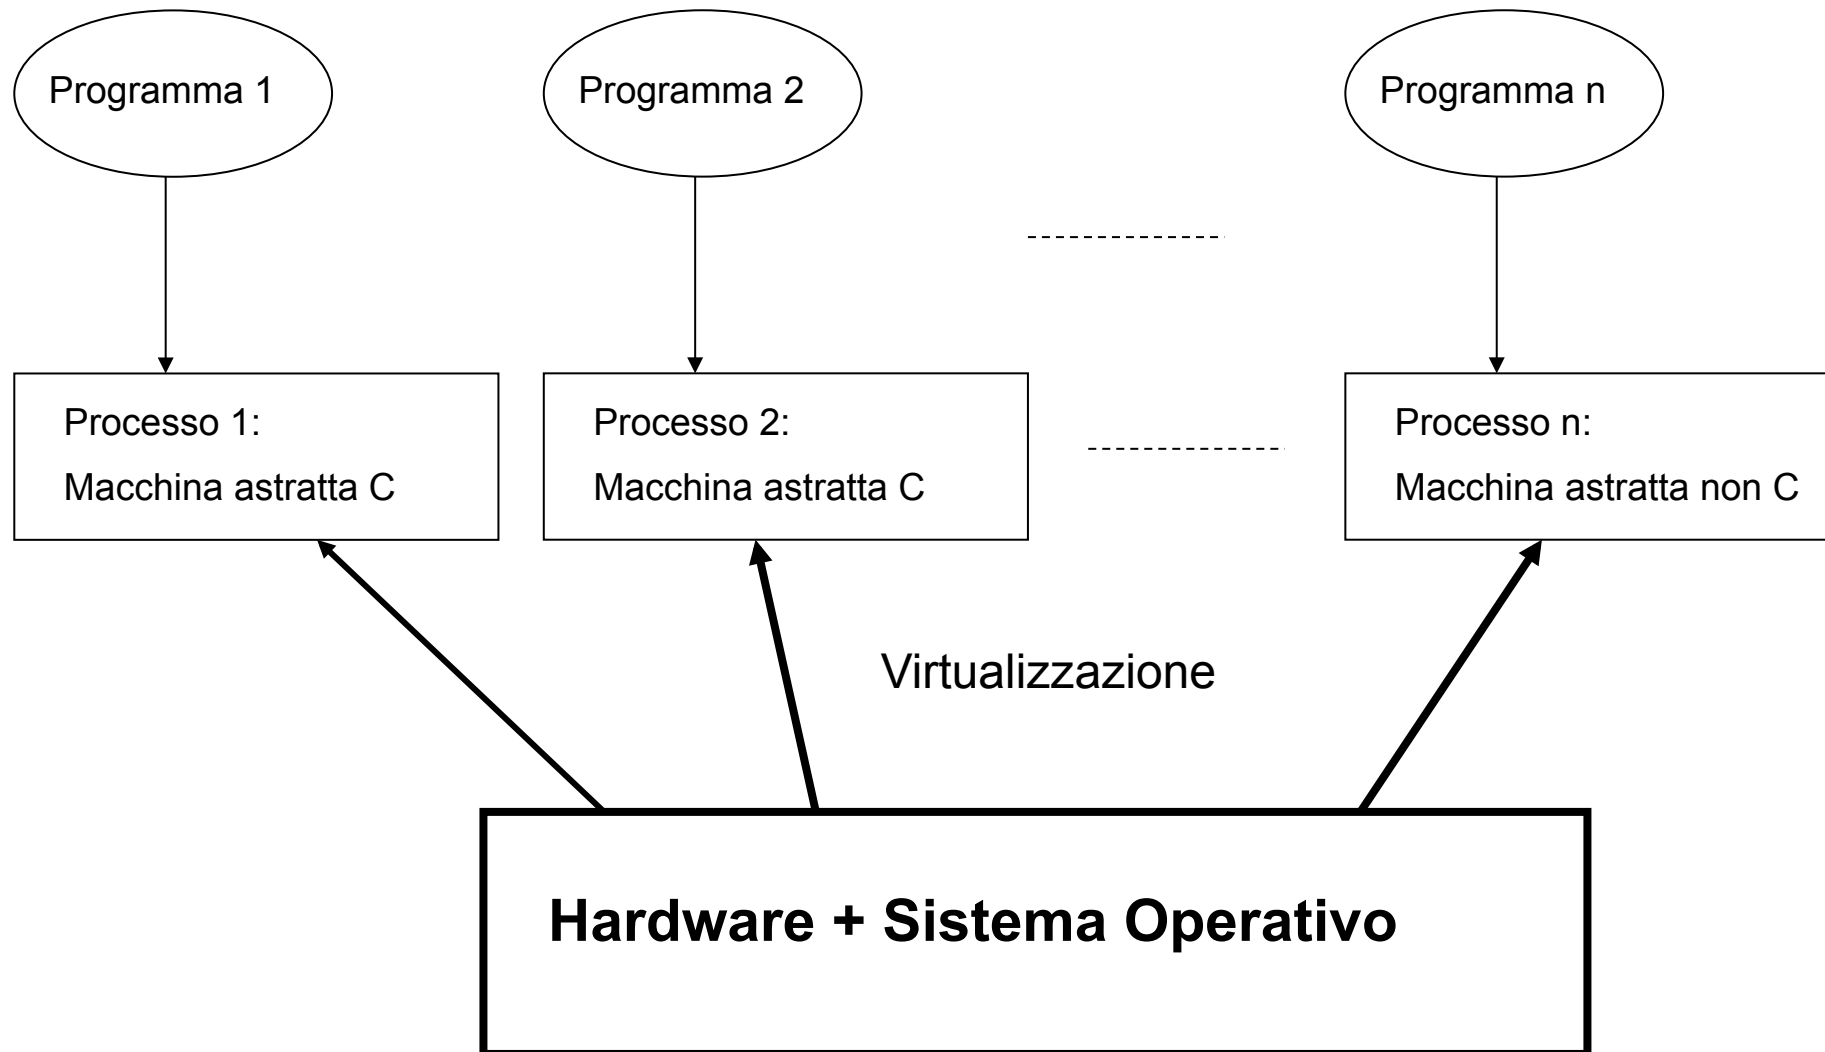 Programma 1
Programma 2
Programma n
Processo 1:
Macchina astratta C
Processo 2:
Macchina astratta C
Processo n:
Macchina astratta non C
Virtualizzazione
Hardware + Sistema Operativo